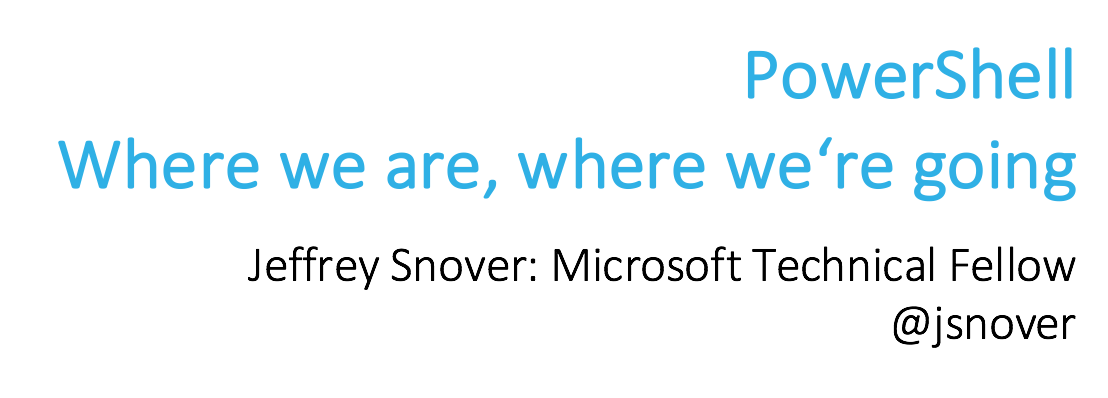 PowerShell
Where we are, where we‘re going
Jeffrey Snover: Microsoft Technical Fellow
@jsnover